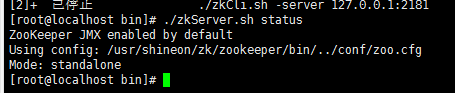 [2]+  已停止               ./zkCli.sh -server 127.0.0.1:2181
[root@localhost bin]# ./zkServer.sh status
ZooKeeper JMX enabled by default
Using config: /usr/shineon/zk/zookeeper/bin/../conf/zoo.cfg
Mode: standalone
[root@localhost bin]#